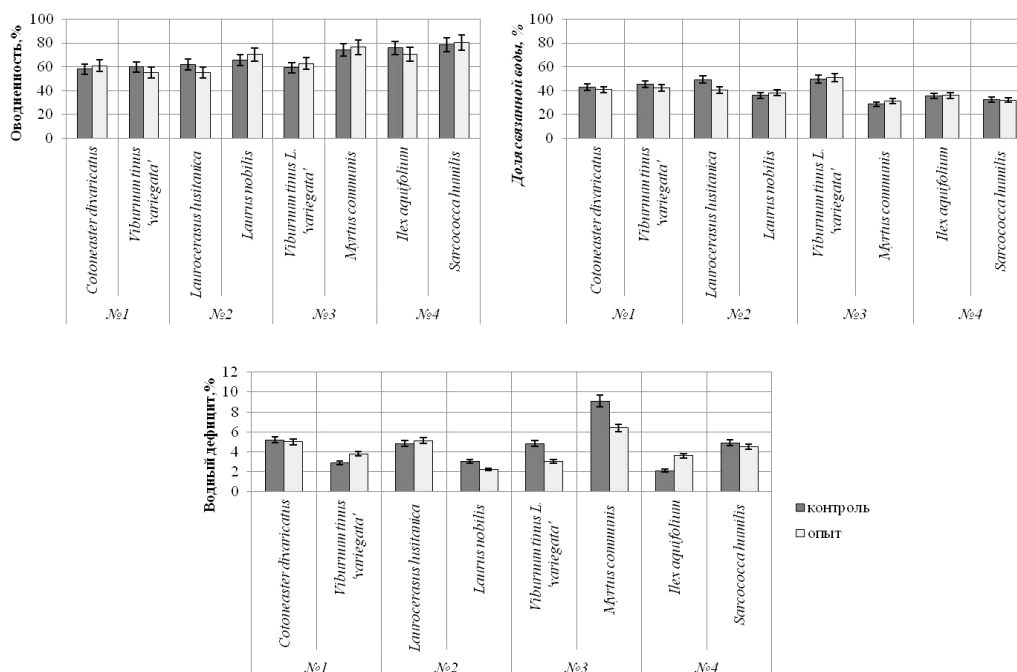 Оводненность, %
100
80
60
40
20
0
Cotoneaster divaricatus
Viburnum tinus
'variegata'
Laurocerasus lusitanica
Laurus nobilis
Viburnum tinus L.
'variegata'
Myrtus communis
Ilex aquifolium
Sarcococca humilis
№1
№2
№3
№4
Доля связанной воды, %
100
80
60
40
20
0
Cotoneaster divaricatus
Viburnum tinus
'variegata'
Laurocerasus lusitanica
Laurus nobilis
Viburnum tinus L.
'variegata'
Myrtus communis
Ilex aquifolium
Sarcococca humilis
№1
№2
№3
№4
Водный дефицит, %
12
10
8
6
4
2
0
Cotoneaster divaricatus
Viburnum tinus
'variegata'
Laurocerasus lusitanica
Laurus nobilis
Viburnum tinus L.
'variegata'
Myrtus communis
Ilex aquifolium
Sarcococca humilis
№1
№2
№3
№4
контроль
опыт